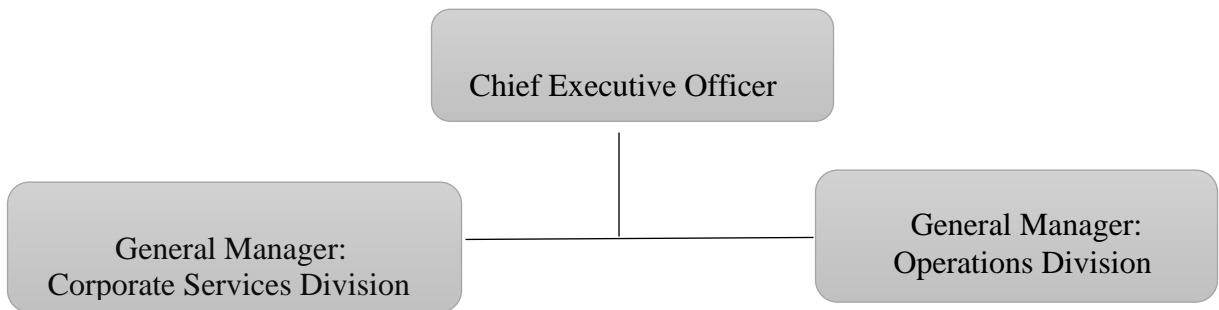 Chief Executive Officer
General Manager:
Corporate Services Division
General Manager:
Operations Division